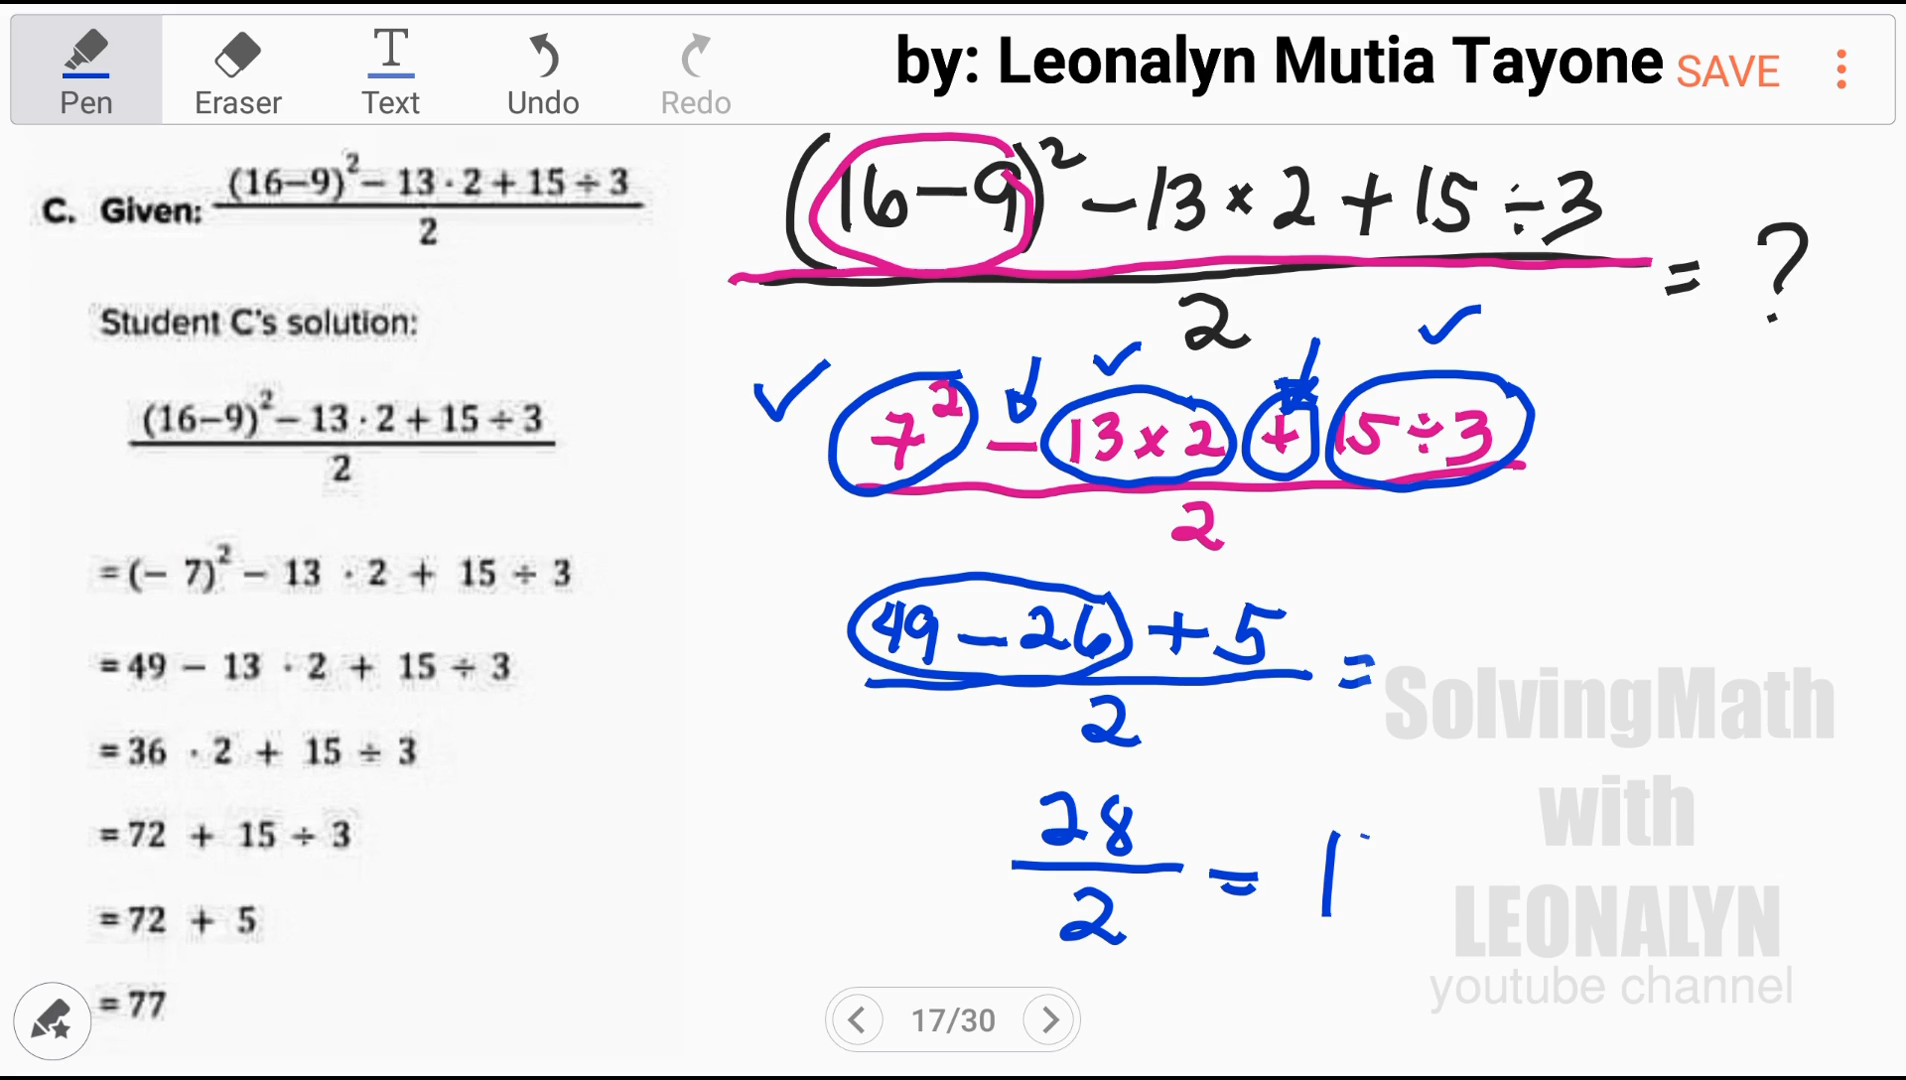 Pen Eraser Text Undo Redo by: Leonalyn Mutia Tayone SAVE
C. Given: (16−9)² − 13 · 2 + 15 ÷ 3
2
Student C's solution:
(16−9)² − 13 · 2 + 15 ÷ 3
2
= (− 7)² − 13 · 2 + 15 ÷ 3
= 49 − 13 · 2 + 15 ÷ 3
= 36 · 2 + 15 ÷ 3
= 72 + 15 ÷ 3
= 72 + 5
= 77
(16−9)² − 13 × 2 + 15 ÷ 3
2
= ?
7² − 13 × 2 + 15 ÷ 3
2
49 − 26 + 5
2
=
28
2
= 1
SolvingMath
with
LEONALYN
youtube channel
17/30